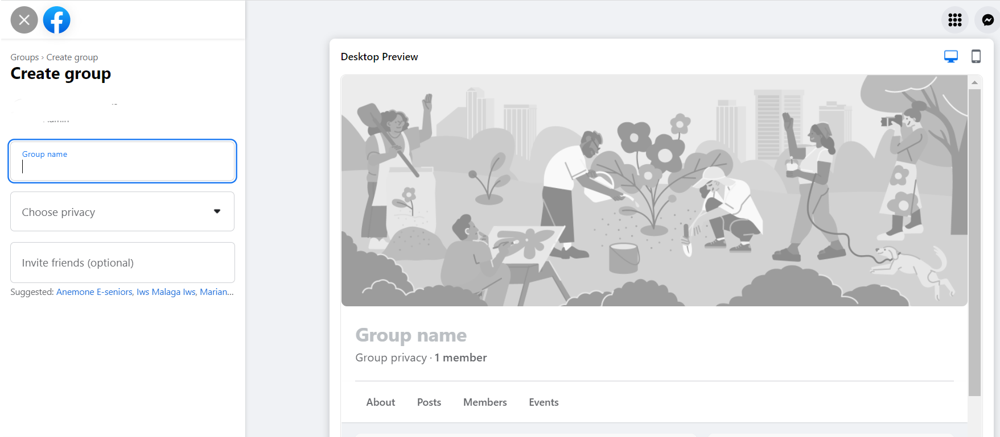 Groups › Create group
Create group
Group name
Choose privacy
Invite friends (optional)
Suggested: Anemone E-seniors, Iws Malaga Iws, Marian...
Desktop Preview
Group name
Group privacy · 1 member
About Posts Members Events